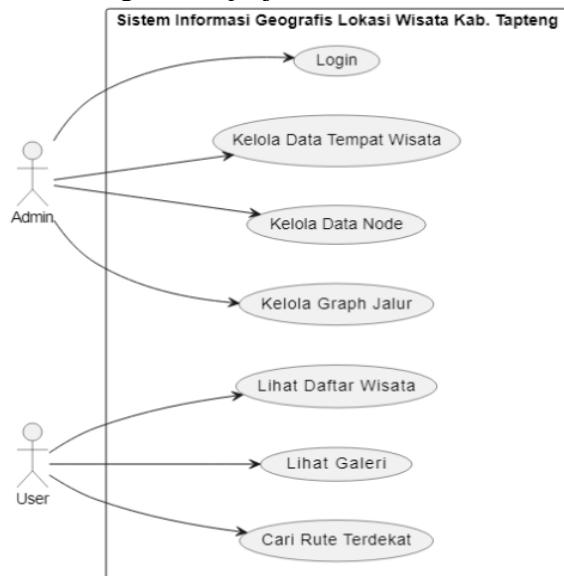 Sistem Informasi Geografis Lokasi Wisata Kab. Tapteng
Login
Kelola Data Tempat Wisata
Admin
Kelola Data Node
Kelola Graph Jalur
Lihat Daftar Wisata
Lihat Galeri
User
Cari Rute Terdekat